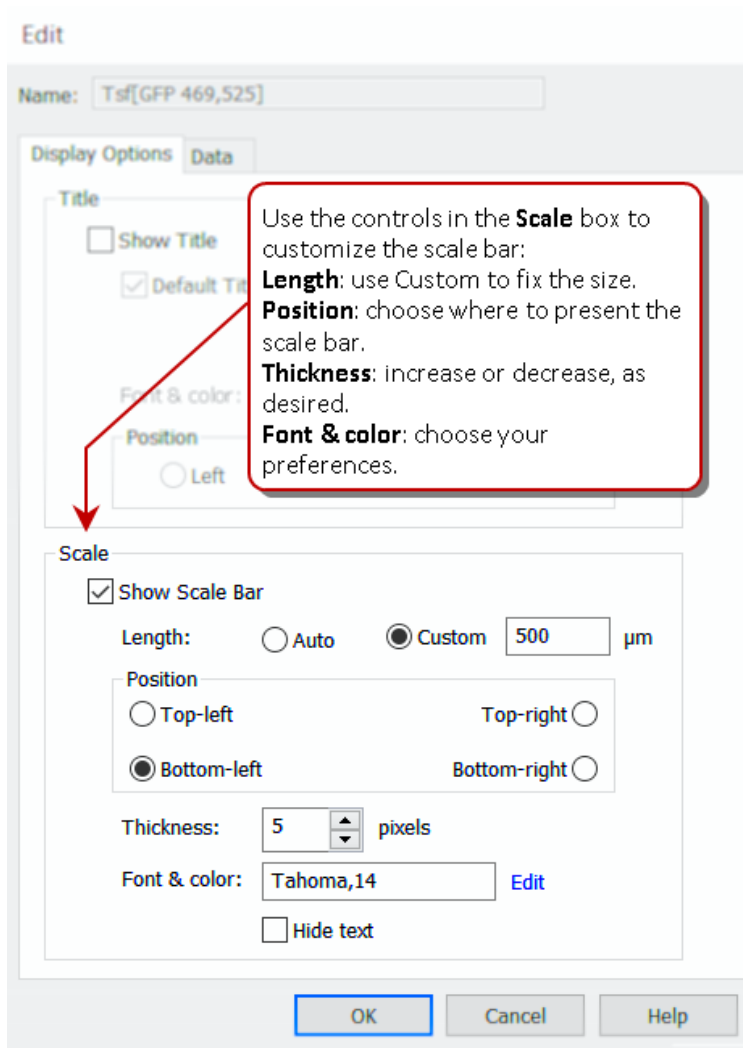 Edit
Name: Tsf[GFP 469,525]
Display Options Data
Title
Show Title
Default Tit
Font & color:
Position
Left
Use the controls in the Scale box to
customize the scale bar:
Length: use Custom to fix the size.
Position: choose where to present the
scale bar.
Thickness: increase or decrease, as
desired.
Font & color: choose your
preferences.
Scale
Show Scale Bar
Length: Auto Custom 500 µm
Position
Top-left Top-right
Bottom-left Bottom-right
Thickness: 5 pixels
Font & color: Tahoma,14 Edit
Hide text
OK Cancel Help